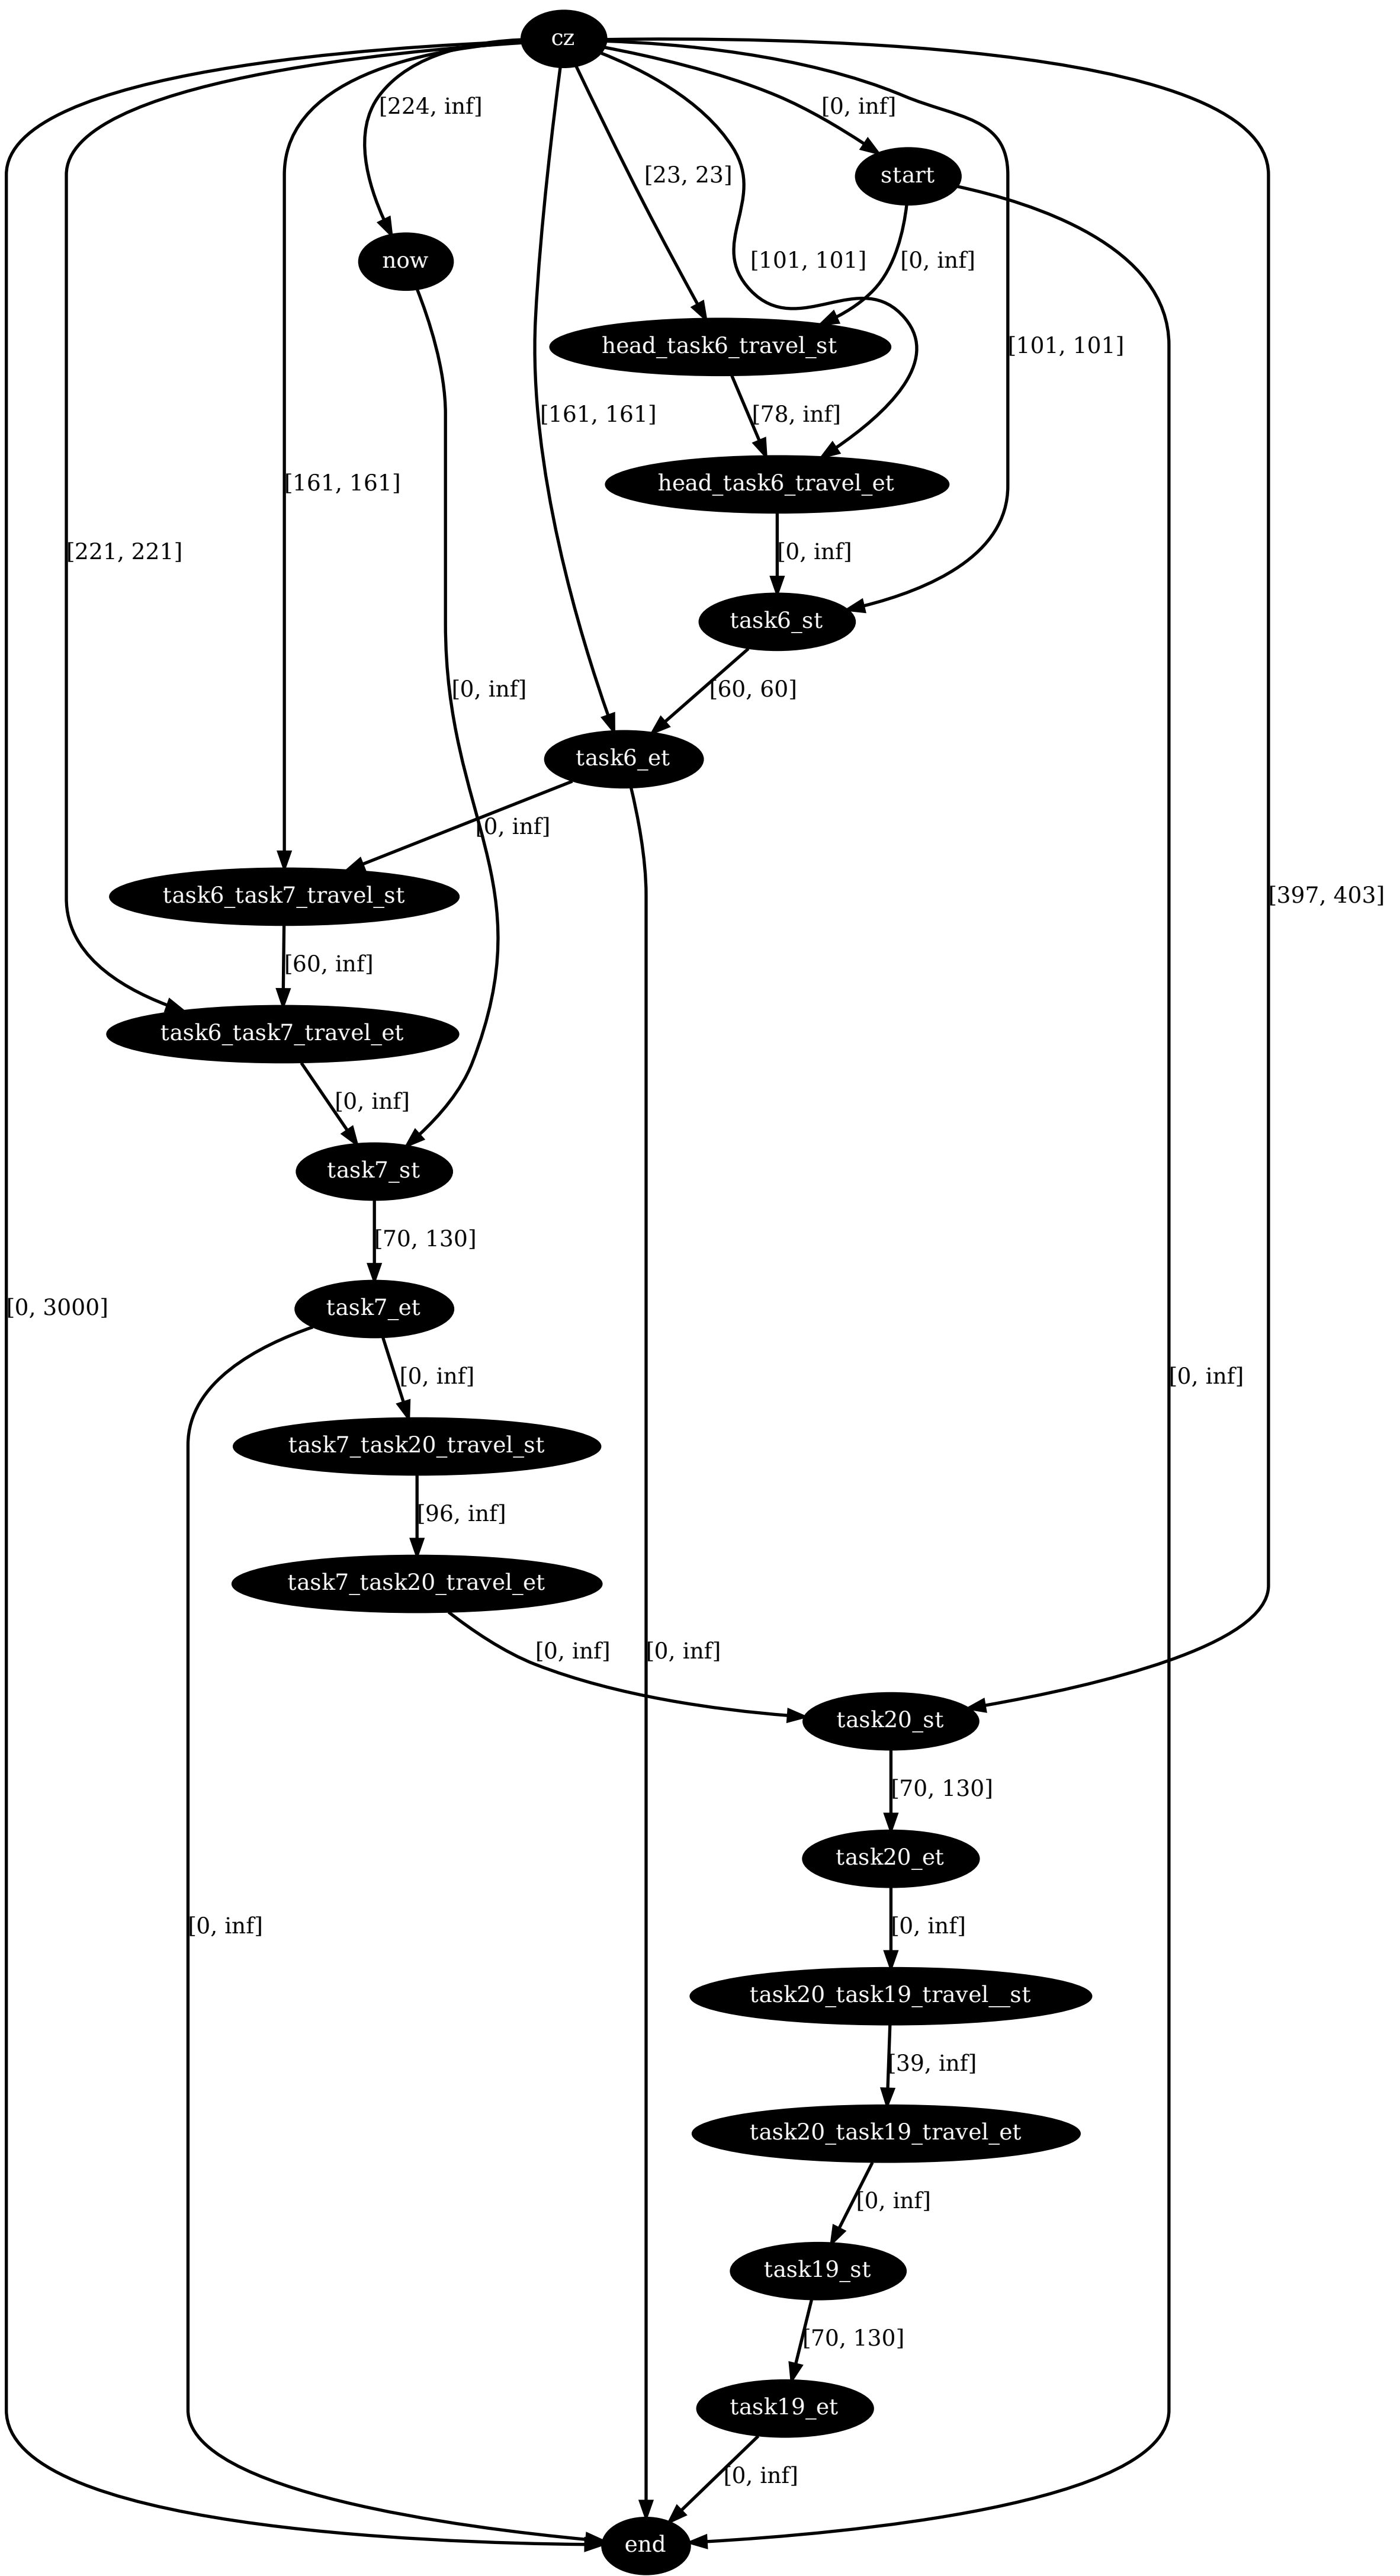 cz
[224, inf]
[0, inf]
start
[23, 23]
now
[101, 101]
[0, inf]
head_task6_travel_st
[101, 101]
[161, 161]
[78, inf]
[161, 161]
head_task6_travel_et
[221, 221]
[0, inf]
task6_st
[0, inf]
[60, 60]
task6_et
[0, inf]
task6_task7_travel_st
[397, 403]
[60, inf]
task6_task7_travel_et
[0, inf]
task7_st
[70, 130]
[0, 3000]
task7_et
[0, inf]
[0, inf]
task7_task20_travel_st
[96, inf]
task7_task20_travel_et
[0, inf]
[0, inf]
task20_st
[70, 130]
task20_et
[0, inf]
[0, inf]
task20_task19_travel__st
[39, inf]
task20_task19_travel_et
[0, inf]
task19_st
[70, 130]
task19_et
[0, inf]
end